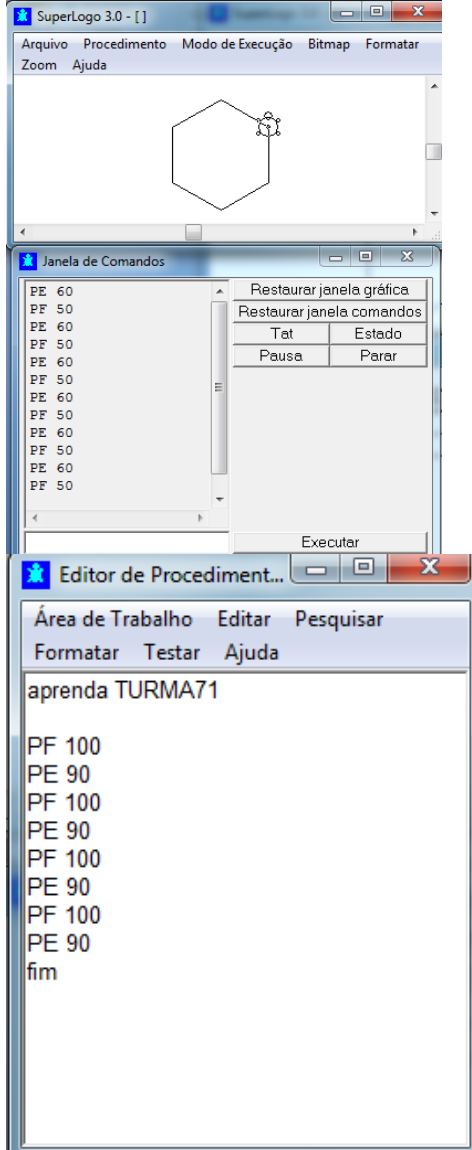 SuperLogo 3.0 - [ ]
Arquivo Procedimento Modo de Execução Bitmap Formatar
Zoom Ajuda
Janela de Comandos
PE 60
PF 50
PE 60
PF 50
PE 60
PF 50
PE 60
PF 50
PE 60
PF 50
PE 60
PF 50
Restaurar janela gráfica
Restaurar janela comandos
Tat Estado
Pausa Parar
Executar
Editor de Procediment...
Área de Trabalho Editar Pesquisar
Formatar Testar Ajuda
aprenda TURMA71
PF 100
PE 90
PF 100
PE 90
PF 100
PE 90
PF 100
PE 90
fim